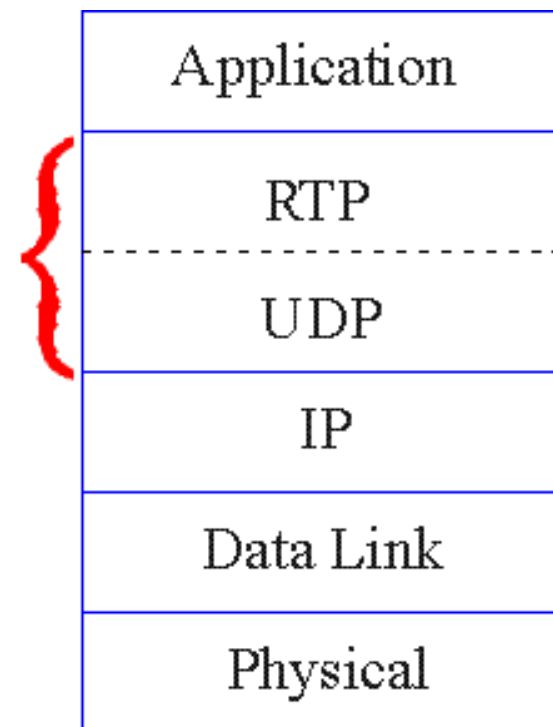 Application
RTP
UDP
IP
Data Link
Physical